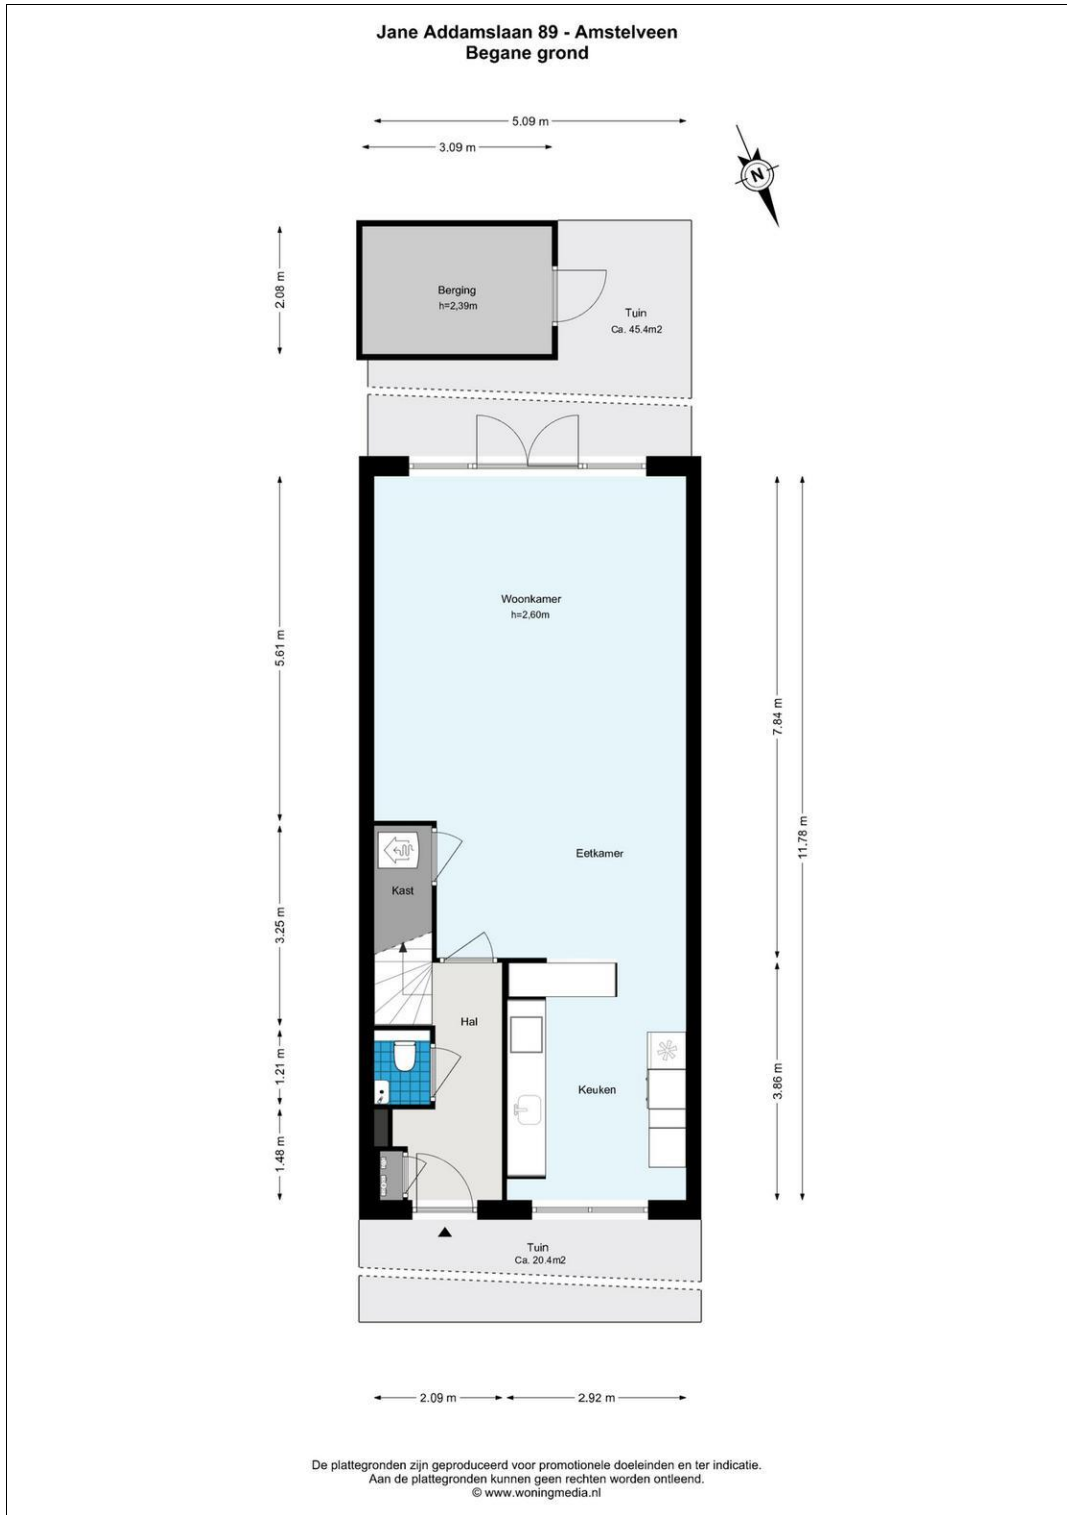 Jane Addamslaan 89 - Amstelveen
Begane grond
5.09 m
3.09 m
N
2.08 m
Berging
h=2,39m
Tuin
Ca. 45.4m2
Woonkamer
h=2,60m
5.61 m
7.84 m
11.78 m
Eetkamer
Kast
3.25 m
Hal
1.21 m
Keuken
3.86 m
1.48 m
Tuin
Ca. 20.4m2
2.09 m
2.92 m
De plattegronden zijn geproduceerd voor promotionele doeleinden en ter indicatie.
Aan de plattegronden kunnen geen rechten worden ontleend.
© www.woningmedia.nl